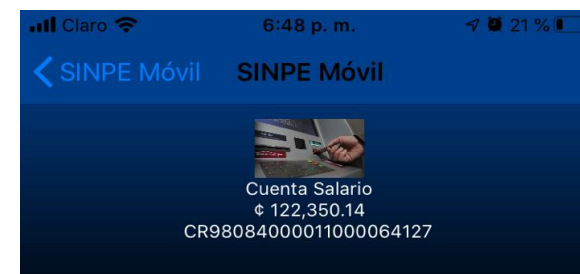 Claro 6:48 p. m. 21 %
SINPE Móvil SINPE Móvil
Cuenta Salario
¢ 122,350.14
CR98084000011000064127